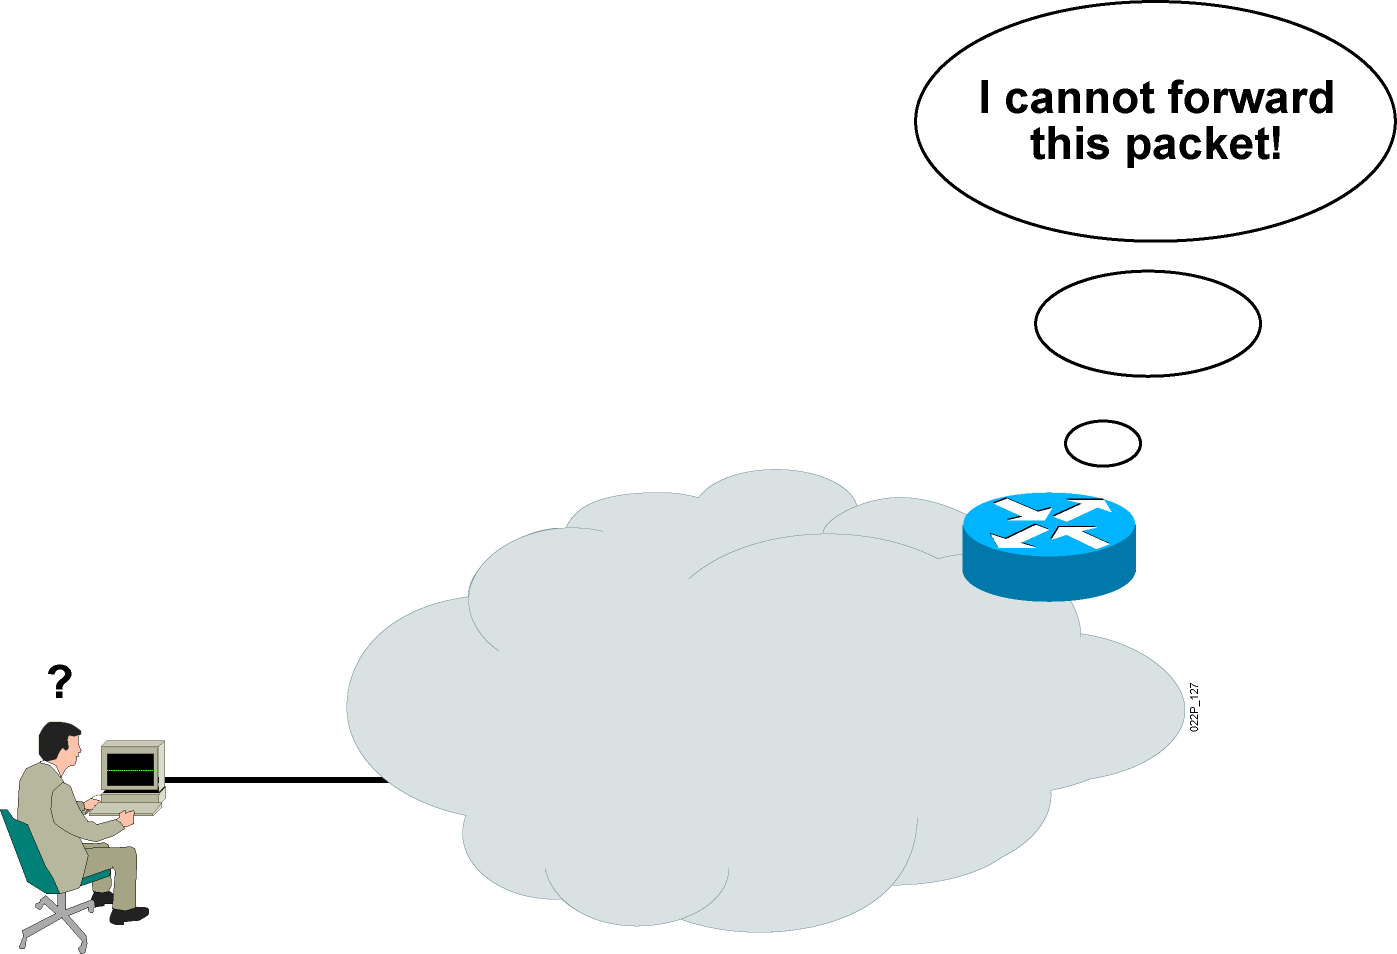 I cannot forward
this packet!
?
022P_127